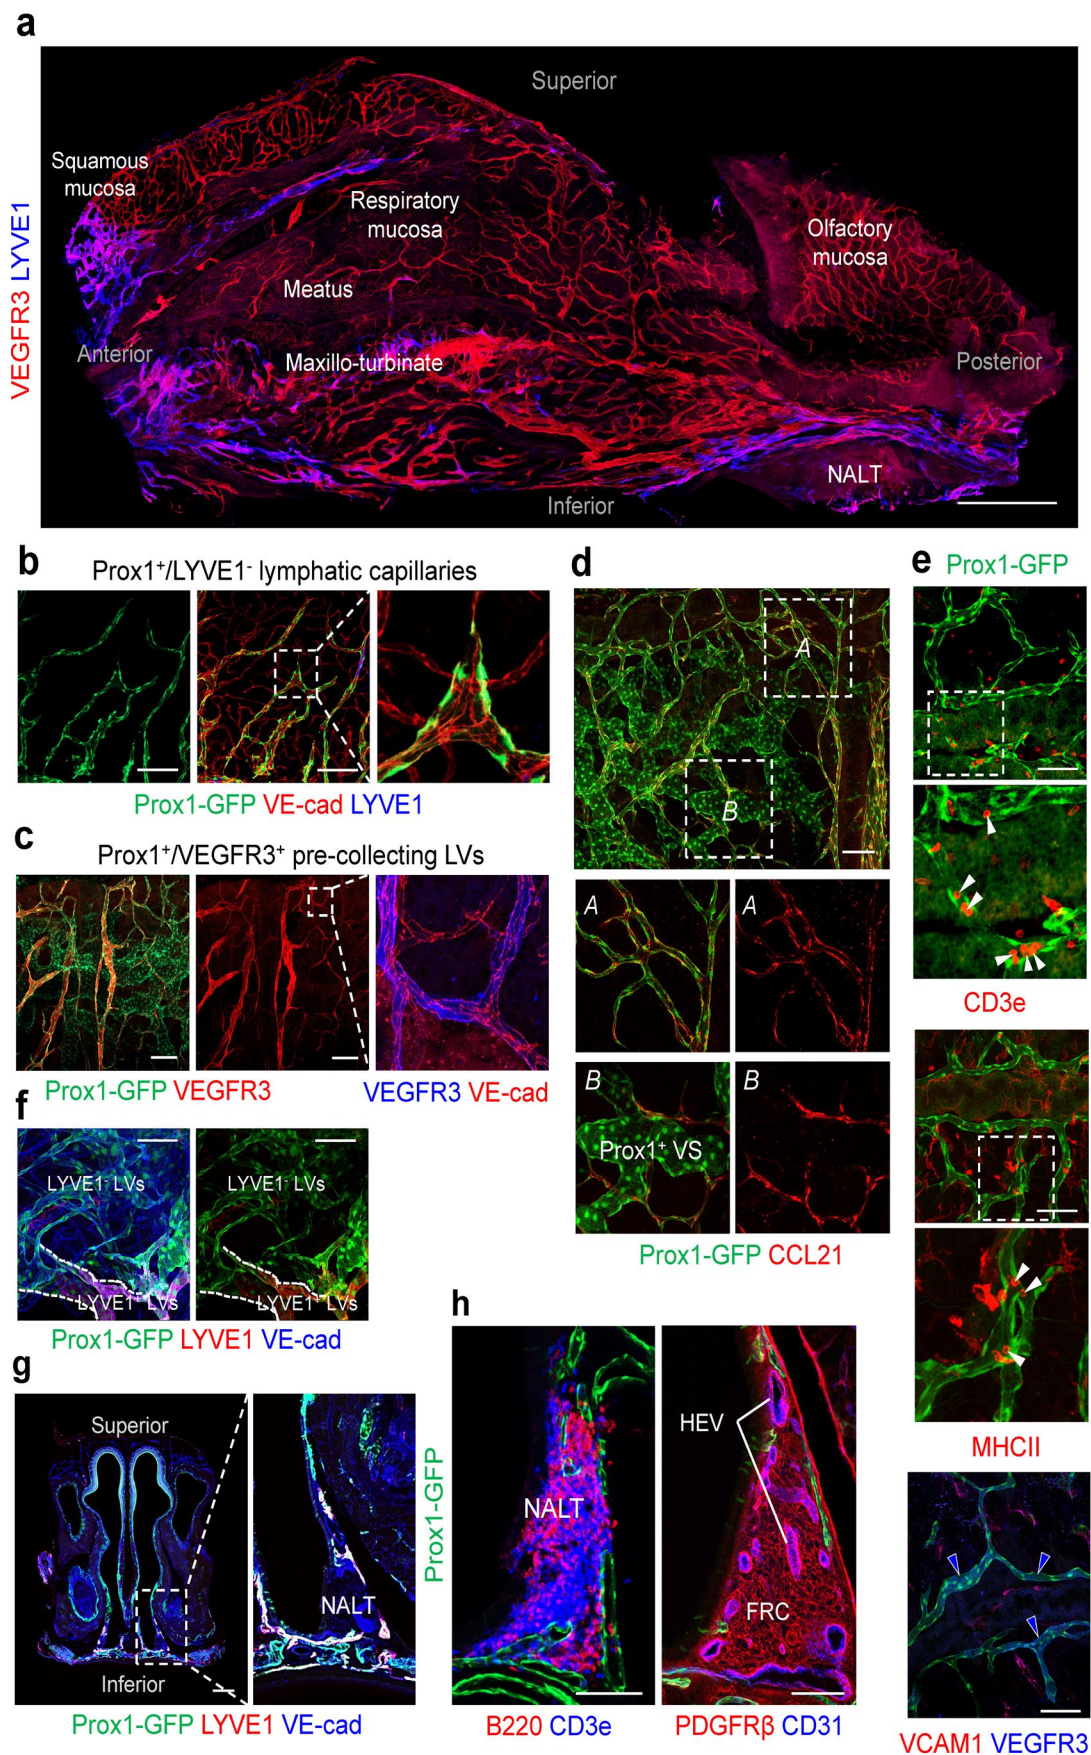 a
Superior
Squamous
mucosa
Respiratory
mucosa
Olfactory
mucosa
Meatus
Anterior
Maxillo-turbinate
Posterior
NALT
Inferior
VEGFR3 LYVE1
b
Prox1⁺/LYVE1⁻ lymphatic capillaries
Prox1-GFP VE-cad LYVE1
c
Prox1⁺/VEGFR3⁺ pre-collecting LVs
Prox1-GFP VEGFR3
VEGFR3 VE-cad
d
A
B
A
A
B
B
Prox1⁺ VS
Prox1-GFP CCL21
e
Prox1-GFP
CD3e
MHCII
VCAM1 VEGFR3
f
LYVE1⁻ LVs
LYVE1⁻ LVs
LYVE1⁺ LVs
LYVE1⁺ LVs
Prox1-GFP LYVE1 VE-cad
g
Superior
NALT
Inferior
Prox1-GFP LYVE1 VE-cad
h
Prox1-GFP
NALT
HEV
FRC
B220 CD3e
PDGFRβ CD31